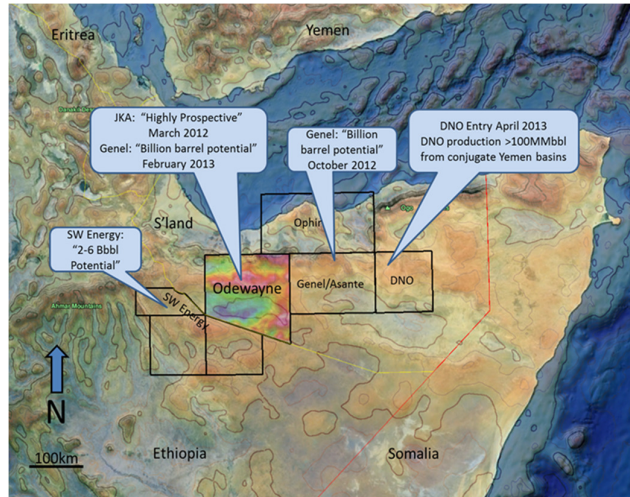 Eritrea
Yemen
JKA: “Highly Prospective”
March 2012
Genel: “Billion barrel potential”
February 2013
Genel: “Billion
barrel potential”
October 2012
DNO Entry April 2013
DNO production >100MMbbl
from conjugate Yemen basins
S'land
Ophir
SW Energy:
“2-6 Bbbl
Potential”
SW Energy
Odewayne
Genel/Asante
DNO
Ahmar Mountains
N
100km
Ethiopia
Somalia